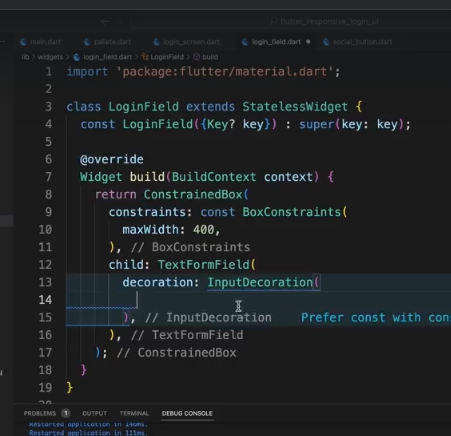 flutter_responsive_login_ui
main.dart pallete.dart login_screen.dart login_field.dart social_button.dart
lib > widgets > login_field.dart > LoginField > build
1 import 'package:flutter/material.dart';
2
3 class LoginField extends StatelessWidget {
4 const LoginField({Key? key}) : super(key: key);
5
6 @override
7 Widget build(BuildContext context) {
8 return ConstrainedBox(
9 constraints: const BoxConstraints(
10 maxWidth: 400,
11 ), // BoxConstraints
12 child: TextFormField(
13 decoration: InputDecoration(
14
15 ), // InputDecoration Prefer const with con
16 ), // TextFormField
17 ); // ConstrainedBox
18 }
19 }
PROBLEMS 1 OUTPUT TERMINAL DEBUG CONSOLE
Restarted application in 146ms.
Restarted application in 111ms.